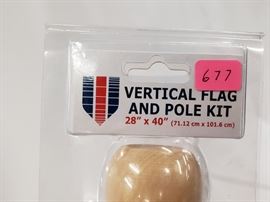 677
VERTICAL FLAG
AND POLE KIT
28" x 40" (71.12 cm x 101.6 cm)